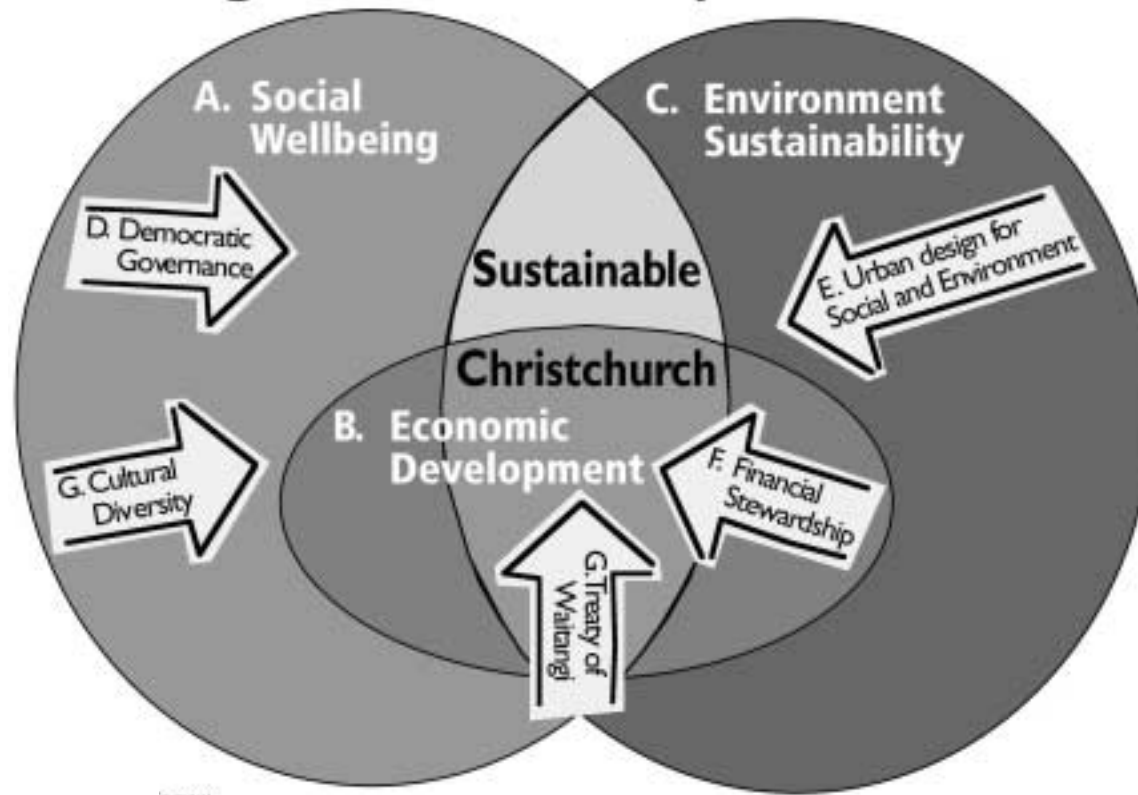 A. Social
Wellbeing
C. Environment
Sustainability
D. Democratic
Governance
E. Urban design for
Social and Environment
Sustainable
Christchurch
B. Economic
Development
G. Cultural
Diversity
F. Financial
Stewardship
G. Treaty of
Waitangi